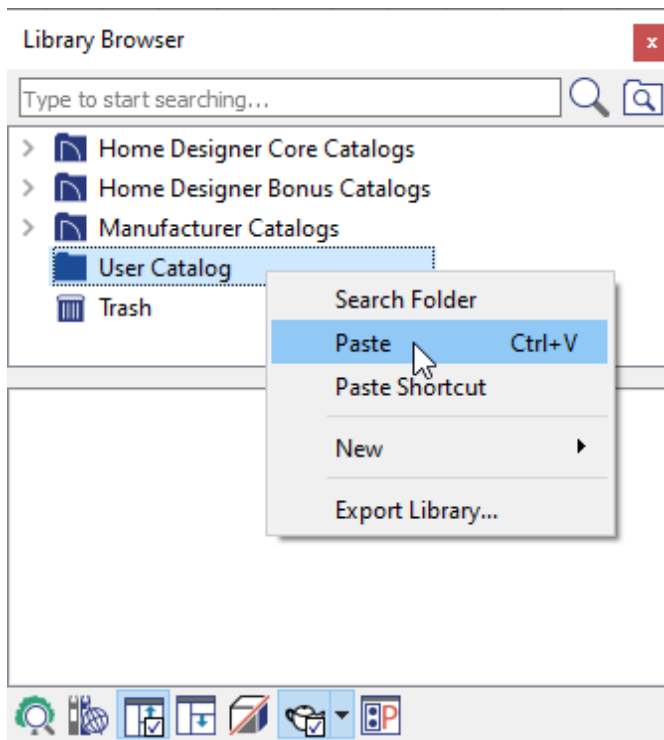 Library Browser
x
Type to start searching...
Home Designer Core Catalogs
Home Designer Bonus Catalogs
Manufacturer Catalogs
User Catalog
Trash
Search Folder
Paste Ctrl+V
Paste Shortcut
New
Export Library...
P